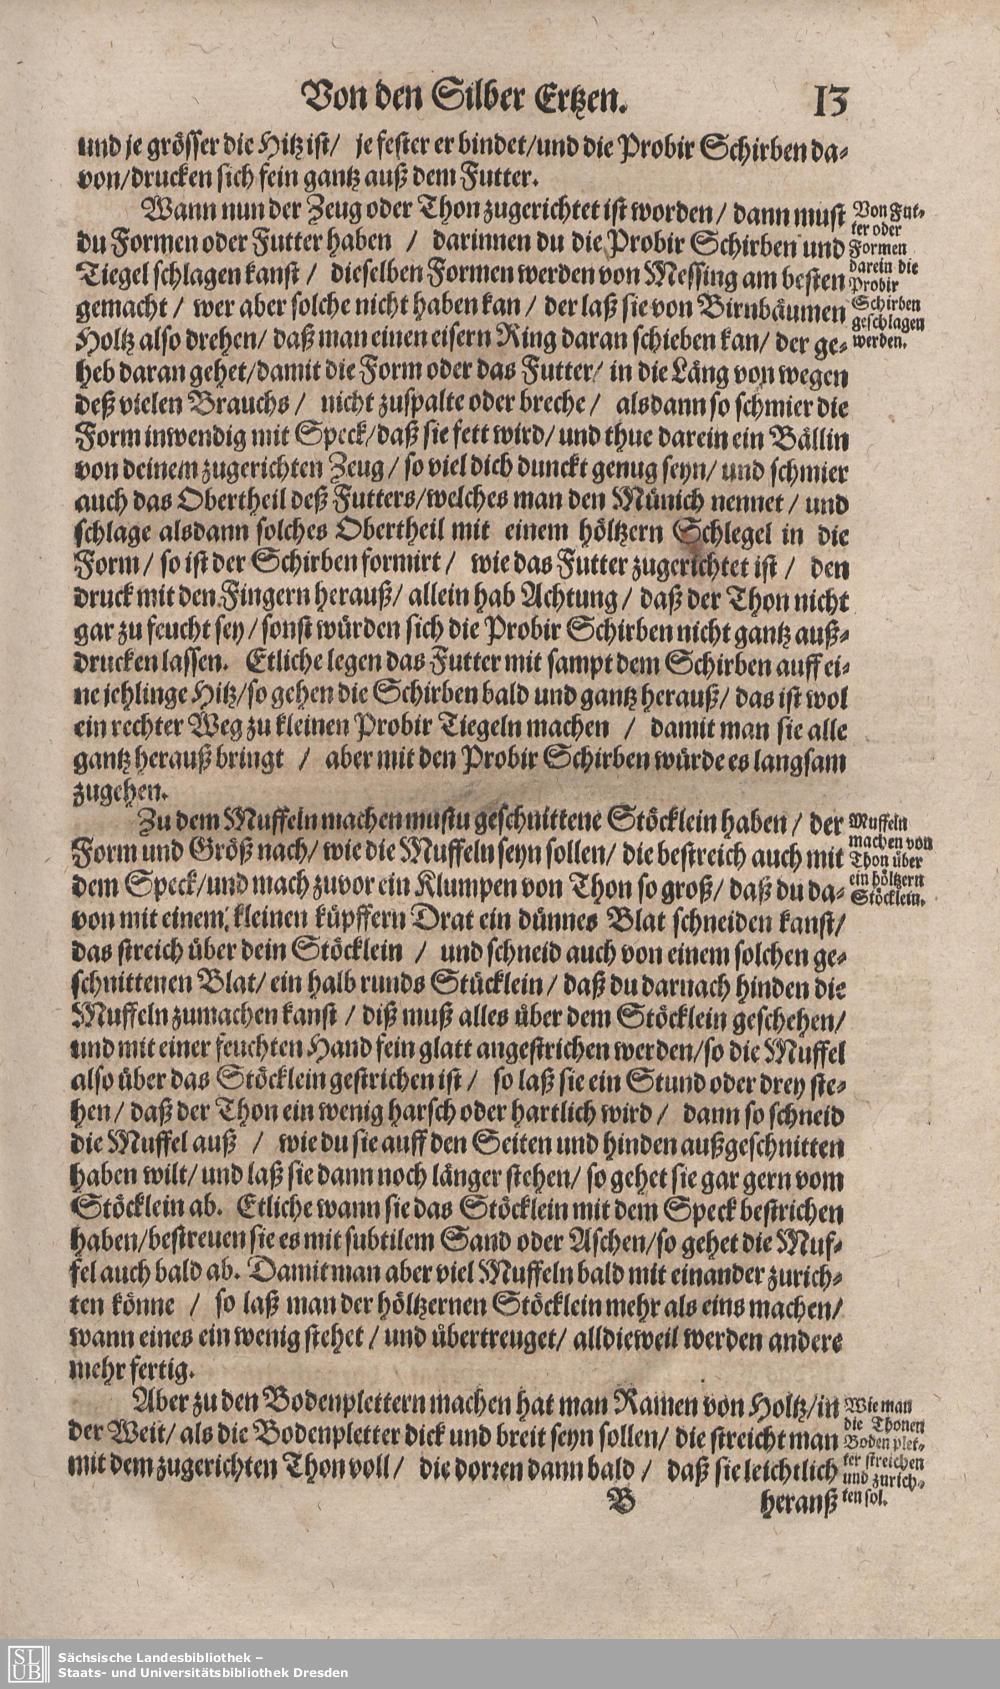 Von den Silber Ertzen. 13
und je grösser die Hitz ist/ je fester er bindet/und die Probir Schirben da-
von/drucken sich fein gantz auß dem Futter.
Wann nun der Zeug oder Thon zugerichtet ist worden/ dann must
du Formen oder Futter haben / darinnen du die Probir Schirben und
Tiegel schlagen kanst / dieselben Formen werden von Messing am besten
gemacht / wer aber solche nicht haben kan / der laß sie von Birnbäumen
Holtz also drehen/ daß man einen eisern Ring daran schieben kan/ der ge-
heb daran gehet/damit die Form oder das Futter/ in die Läng von wegen
deß vielen Brauchs / nicht zuspalte oder breche / alsdann so schmier die
Form inwendig mit Speck/daß sie fett wird/ und thue darein ein Bällin
von deinem zugerichten Zeug / so viel dich dunckt genug seyn/ und schmier
auch das Obertheil deß Futters/welches man den Münich nennet / und
schlage alsdann solches Obertheil mit einem höltzern Schlegel in die
Form / so ist der Schirben formirt / wie das Futter zugerichtet ist / den
druck mit den Fingern herauß/ allein hab Achtung / daß der Thon nicht
gar zu feucht sey / sonst würden sich die Probir Schirben nicht gantz auß-
drucken lassen. Etliche legen das Futter mit sampt dem Schirben auff ei-
ne jehlinge Hitz/so gehen die Schirben bald und gantz herauß/ das ist wol
ein rechter Weg zu kleinen Probir Tiegeln machen / damit man sie alle
gantz herauß bringt / aber mit den Probir Schirben würde es langsam
zugehen.
Von Fut-
ter oder
Formen
darein die
Probir
Schirben
geschlagen
werden.
Zu dem Muffeln machen mustu geschnittene Stöcklein haben / der
Form und Größ nach/ wie die Muffeln seyn sollen/ die bestreich auch mit
dem Speck/und mach zuvor ein Klumpen von Thon so groß/ daß du da-
von mit einem kleinen küpffern Drat ein dünnes Blat schneiden kanst/
das streich über dein Stöcklein / und schneid auch von einem solchen ge-
schnittenen Blat/ ein halb runds Stücklein / daß du darnach hinden die
Muffeln zumachen kanst / diß muß alles über dem Stöcklein geschehen/
und mit einer feuchten Hand fein glatt angestrichen werden/so die Muffel
also über das Stöcklein gestrichen ist / so laß sie ein Stund oder drey ste-
hen / daß der Thon ein wenig harsch oder hartlich wird / dann so schneid
die Muffel auß / wie du sie auff den Seiten und hinden außgeschnitten
haben wilt/ und laß sie dann noch länger stehen/ so gehet sie gar gern vom
Stöcklein ab. Etliche wann sie das Stöcklein mit dem Speck bestrichen
haben/bestreuen sie es mit subtilem Sand oder Aschen/so gehet die Muf-
fel auch bald ab. Damit man aber viel Muffeln bald mit einander zurich-
ten könne / so laß man der höltzernen Stöcklein mehr als eins machen/
wann eines ein wenig stehet / und übertreuget/ alldieweil werden andere
mehr fertig.
Muffeln
machen von
Thon über
ein höltzern
Stöcklein.
Aber zu den Bodenplettern machen hat man Ramen von Holtz/in
der Weit/ als die Bodenpletter dick und breit seyn sollen/ die streicht man
mit dem zugerichten Thon voll / die dorren dann bald / daß sie leichtlich
Wie man
die Thonen
Boden plet-
ter streichen
und zurich-
ten sol.
B herauß
SLUB
Sächsische Landesbibliothek –
Staats- und Universitätsbibliothek Dresden